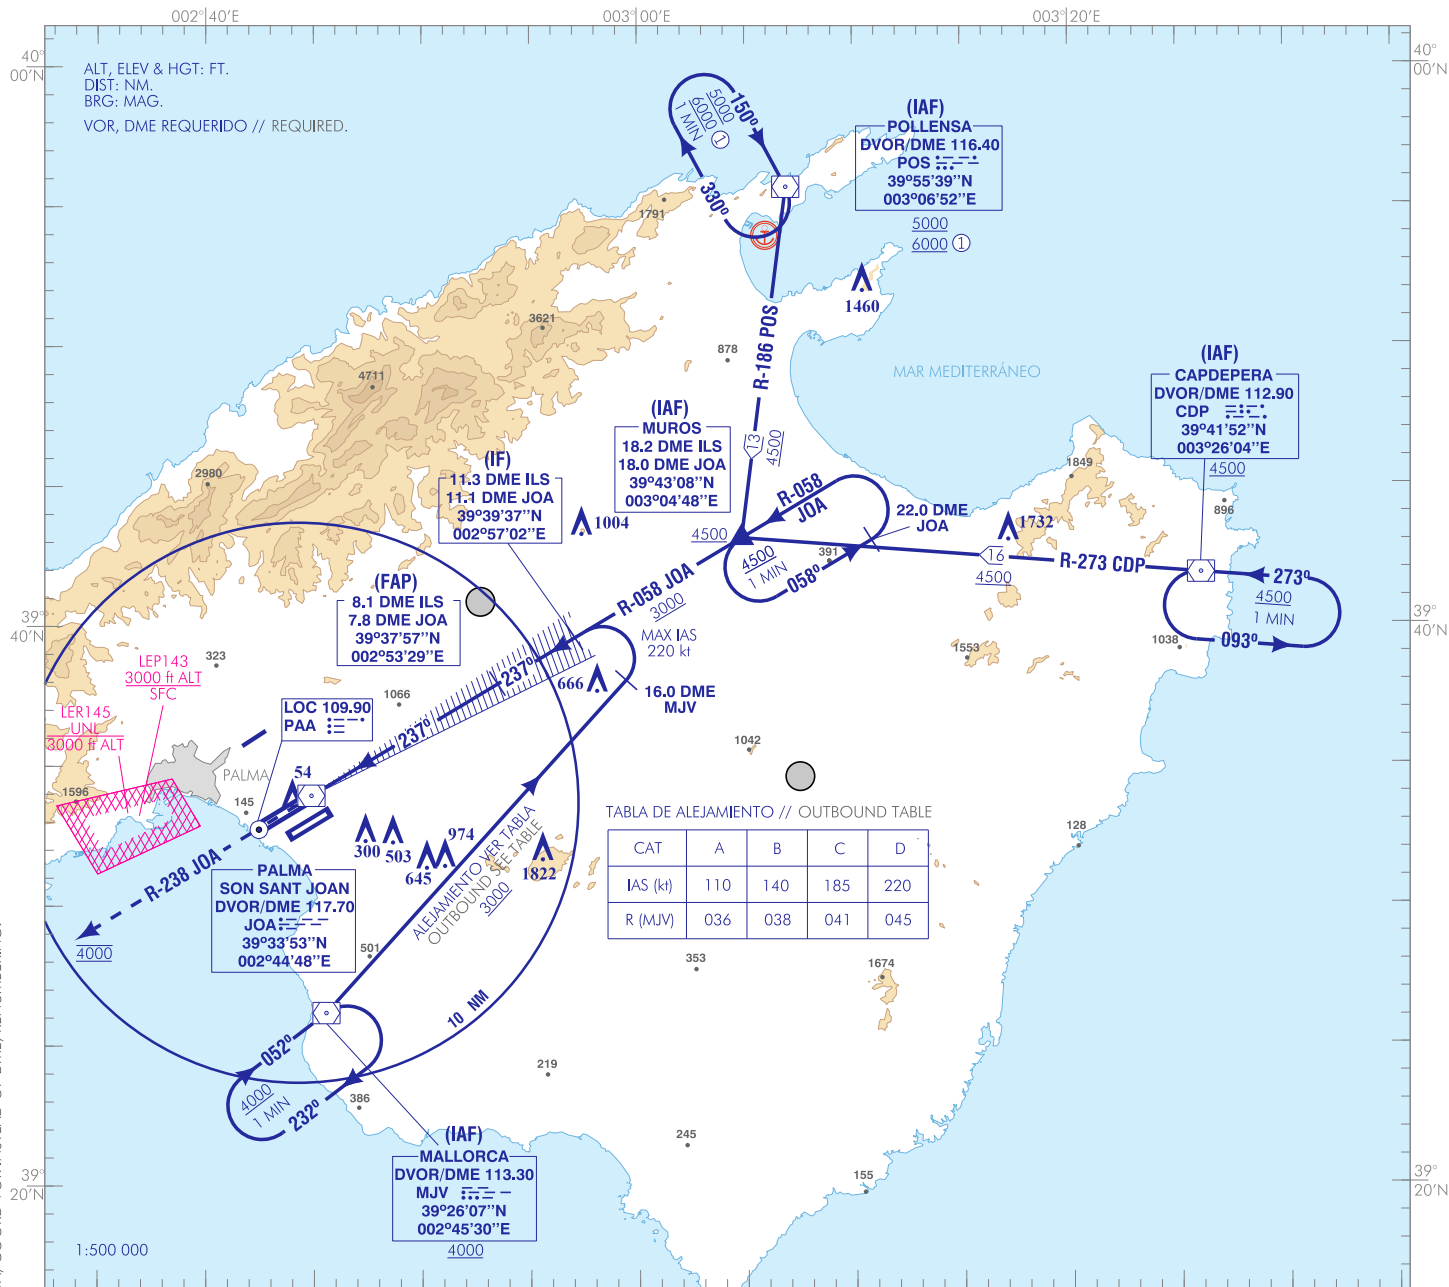 002°40'E
003°00'E
003°20'E
40°
00'N
40°
00'N
ALT, ELEV & HGT: FT.
DIST: NM.
BRG: MAG.
VOR, DME REQUERIDO // REQUIRED.
5000
6000 ①
1 MIN
150°
330°
(IAF)
POLLENSA
DVOR/DME 116.40
POS
39°55'39''N
003°06'52''E
5000
6000 ①
1791
1460
3621
878
4711
R-186 POS
13
4500
MAR MEDITERRÁNEO
(IAF)
CAPDEPERA
DVOR/DME 112.90
CDP
39°41'52''N
003°26'04''E
4500
(IAF)
MUROS
18.2 DME ILS
18.0 DME JOA
39°43'08''N
003°04'48''E
4500
(IF)
11.3 DME ILS
11.1 DME JOA
39°39'37''N
002°57'02''E
2980
1004
1849
896
1732
R-058
JOA
22.0 DME
JOA
391
4500
1 MIN
058°
16
4500
R-273 CDP
273°
4500
1 MIN
093°
(FAP)
8.1 DME ILS
7.8 DME JOA
39°37'57''N
002°53'29''E
R-058 JOA
3000
MAX IAS
220 kt
39°
40'N
39°
40'N
1038
1553
323
LEP143
3000 ft ALT
SFC
LER145
UNL
3000 ft ALT
1066
237°
237°
666
16.0 DME
MJV
LOC 109.90
PAA
1042
PALMA
54
1596
145
300
503
645
974
1822
128
ALEJAMIENTO VER TABLA
OUTBOUND SEE TABLE
3000
TABLA DE ALEJAMIENTO // OUTBOUND TABLE
CAT A B C D
IAS (kt) 110 140 185 220
R (MJV) 036 038 041 045
R-238 JOA
4000
PALMA
SON SANT JOAN
DVOR/DME 117.70
JOA
39°33'53''N
002°44'48''E
501
353
1674
10 NM
052°
4000
1 MIN
232°
219
386
245
155
(IAF)
MALLORCA
DVOR/DME 113.30
MJV
39°26'07''N
002°45'30''E
4000
39°
20'N
39°
20'N
1:500 000